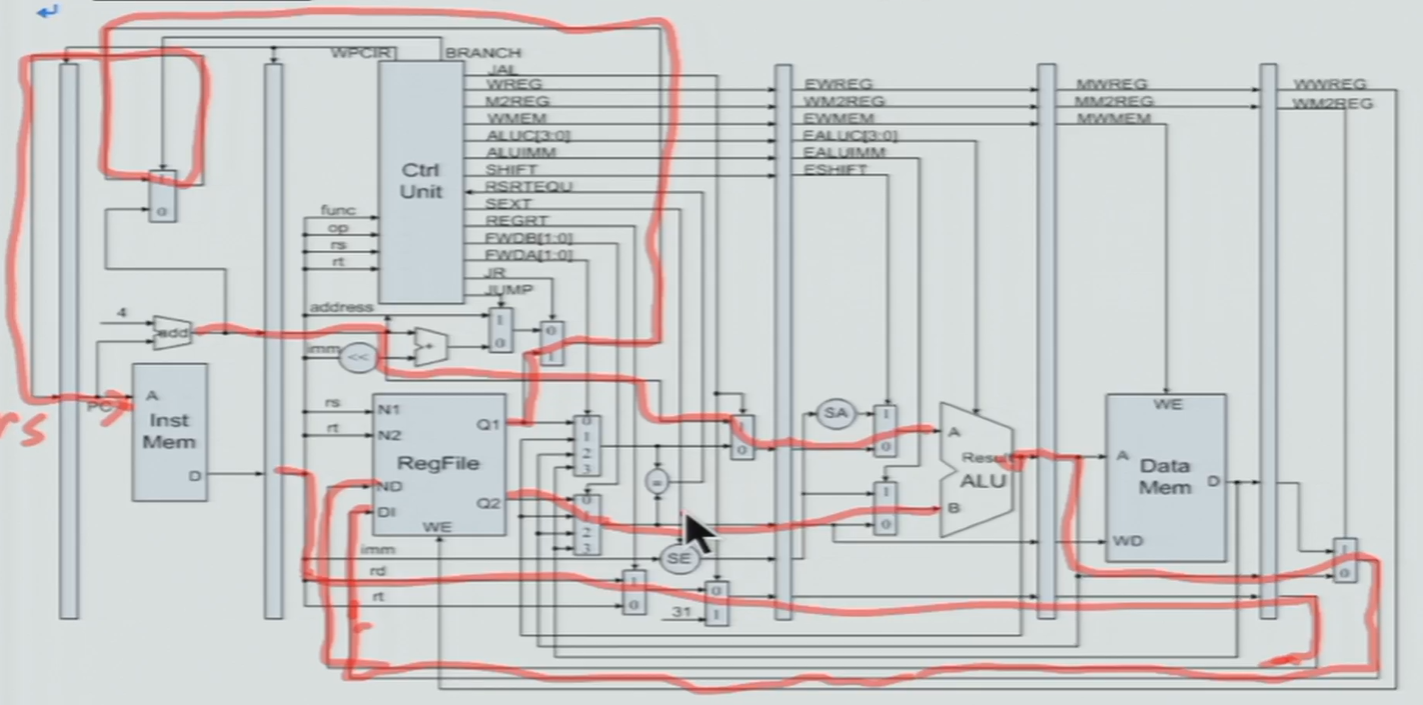 WPCIR BRANCH
JAL
WREG
M2REG
WMEM
ALUC[3:0]
ALUIMM
SHIFT
RSRTEQU
SEXT
REGRT
FWDB[1:0]
FWDA[1:0]
JR
JUMP
Ctrl
Unit
func
op
rs
rt
EWREG
WM2REG
EWMEM
EALUC[3:0]
EALUIMM
ESHIFT
MWREG
MM2REG
MWMEM
WWREG
WM2REG
1
0
4
add
address
imm
<<
+
1
0
0
1
PC
A
Inst
Mem
D
rs
rs
rt
N1
N2
RegFile
ND
DI
WE
Q1
Q2
0
1
2
3
0
1
2
3
=
SE
imm
rd
rt
1
0
0
1
31
1
0
SA
1
0
1
0
A
Result
ALU
B
WE
A
Data
Mem
D
WD
1
0